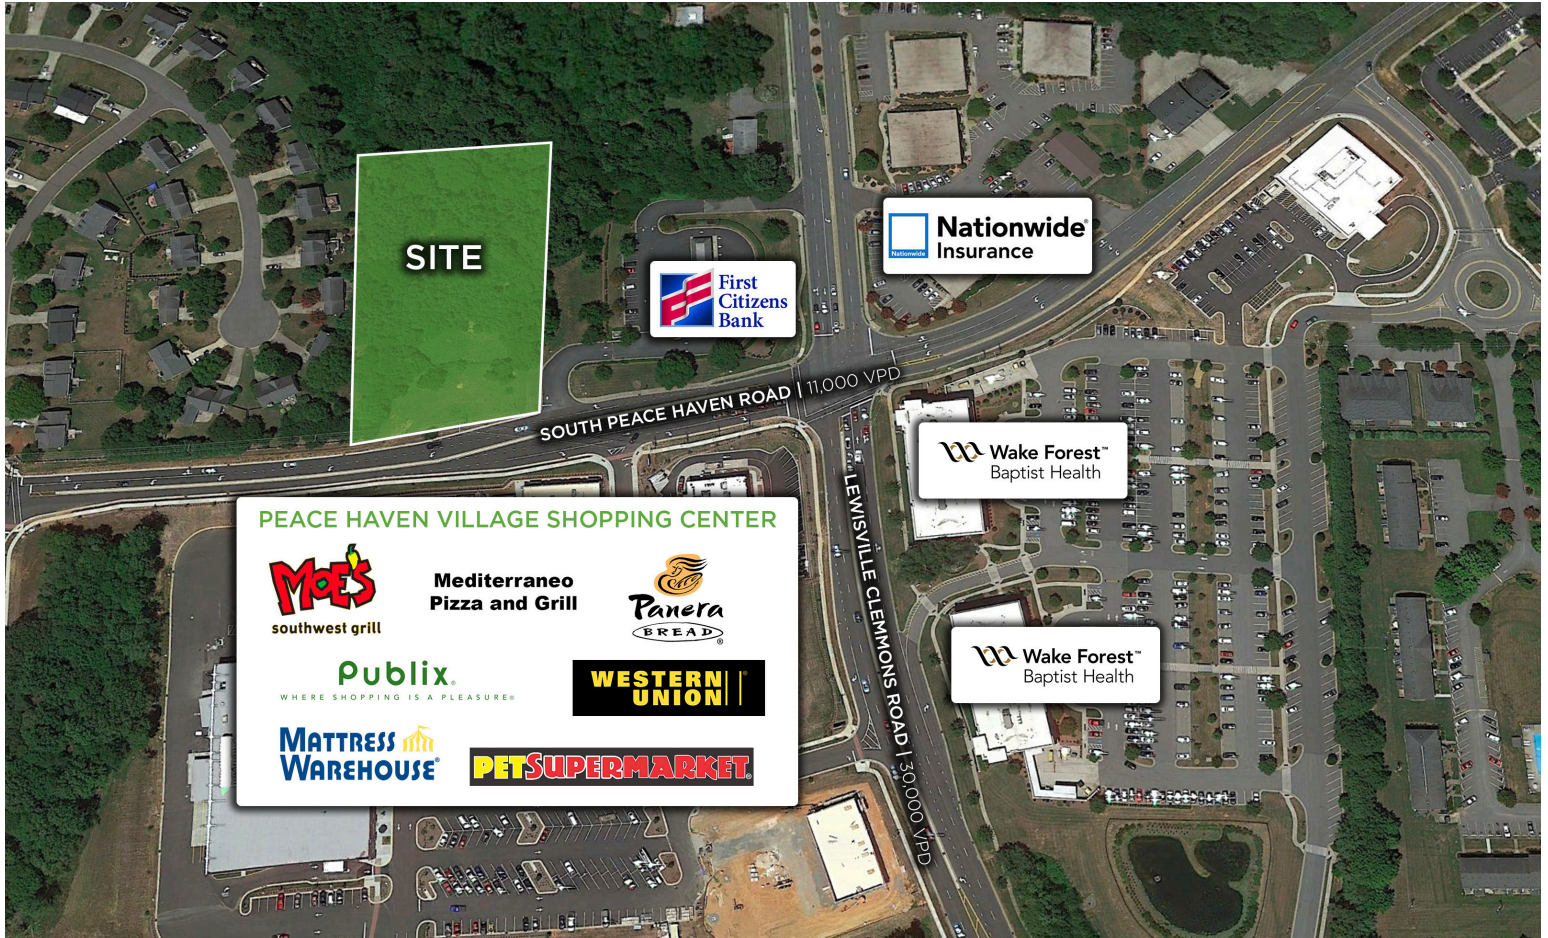 SITE
Nationwide®
Insurance
Nationwide
First
Citizens
Bank
SOUTH PEACE HAVEN ROAD | 11,000 VPD
Wake Forest™
Baptist Health
LEWISVILLE CLEMMONS ROAD | 30,000 VPD
Wake Forest™
Baptist Health
PEACE HAVEN VILLAGE SHOPPING CENTER
MOE'S
southwest grill
Mediterraneo
Pizza and Grill
Panera
BREAD®
Publix®
WHERE SHOPPING IS A PLEASURE®
WESTERN
UNION®
MATTRESS
WAREHOUSE®
PETSUPERMARKET®